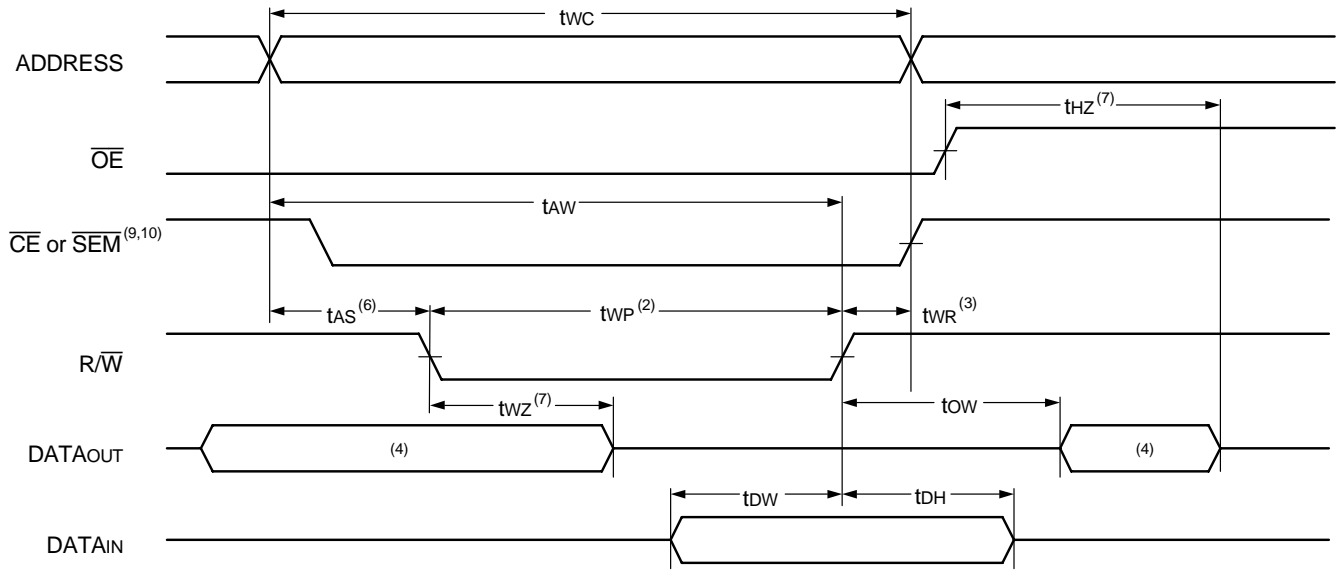 tWC
ADDRESS
tHZ(7)
OE
tAW
CE or SEM(9,10)
tAS(6) tWP(2) tWR(3)
R/W
tWZ(7) tOW
DATAOUT (4) (4)
tDW tDH
DATAIN